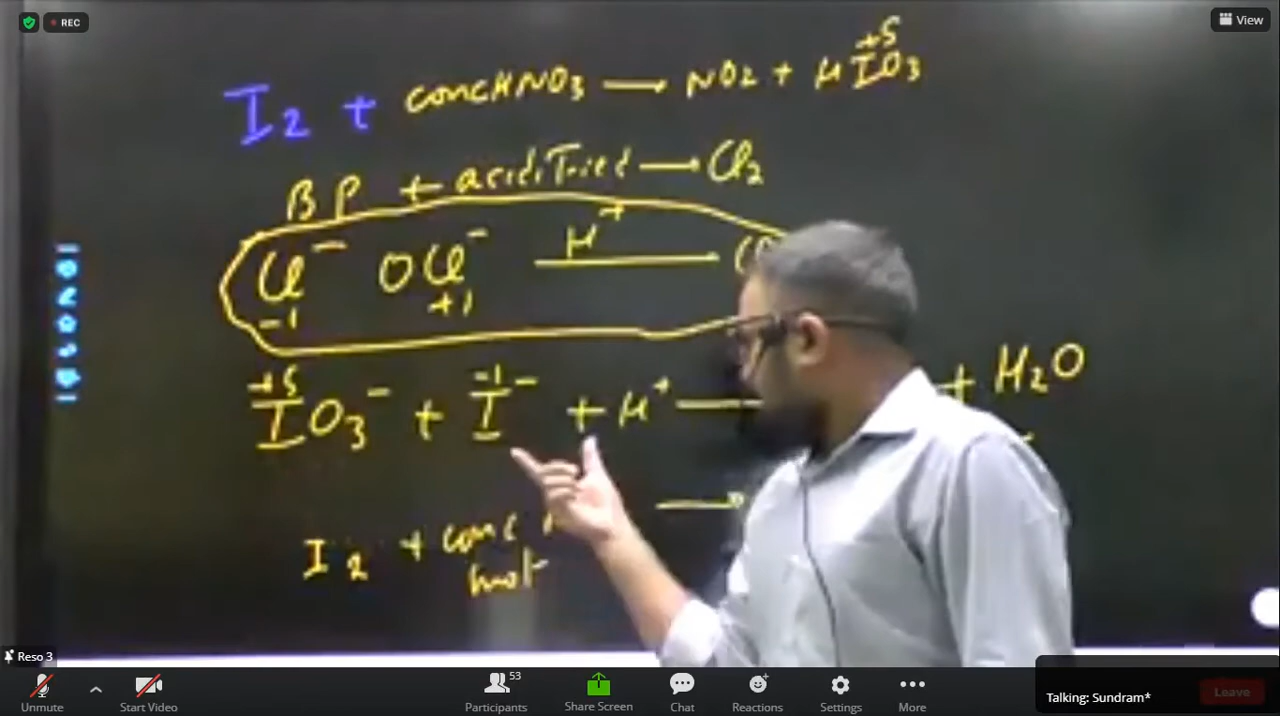 REC
View
+5
I2 + conc HNO3 → NO2 + HIO3
BP + acidified → Cl2
Cl⁻ OCl⁻ H⁺ →
-1 +1
+5 -1
IO3⁻ + I⁻ + H⁺ → + H2O
→
I2 + conc
hot
Reso 3
Unmute
Start Video
53
Participants
Share Screen
Chat
Reactions
Settings
More
Talking: Sundram*
Leave